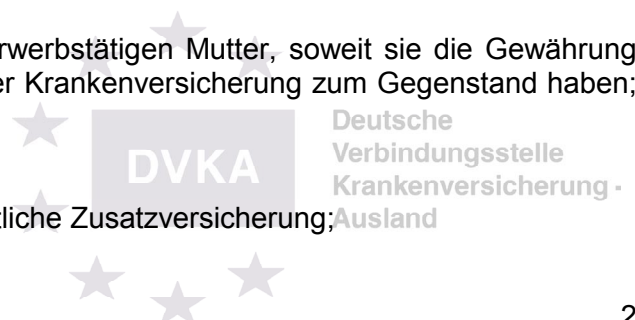 rwerbstätigen Mutter, soweit sie die Gewährung
er Krankenversicherung zum Gegenstand haben;
Deutsche
DVKA Verbindungsstelle
Krankenversicherung -
tliche Zusatzversicherung; Ausland
2